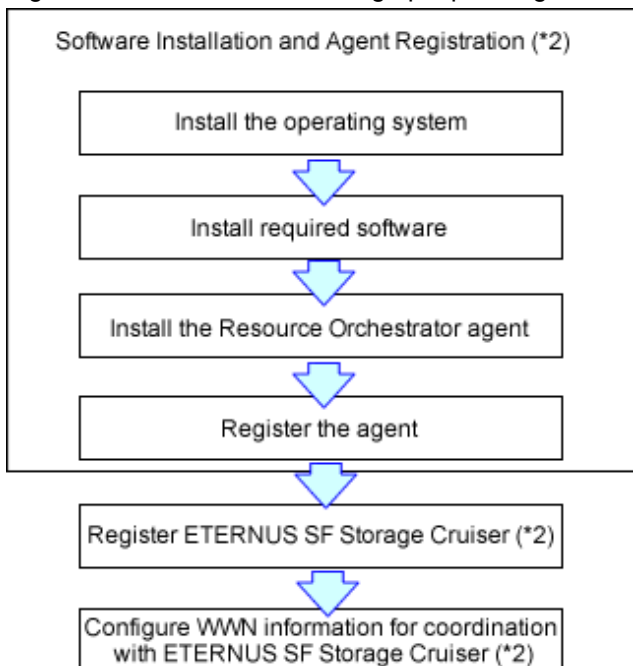 Software Installation and Agent Registration (*2)
Install the operating system
Install required software
Install the Resource Orchestrator agent
Register the agent
Register ETERNUS SF Storage Cruiser (*2)
Configure WWN information for coordination
with ETERNUS SF Storage Cruiser (*2)